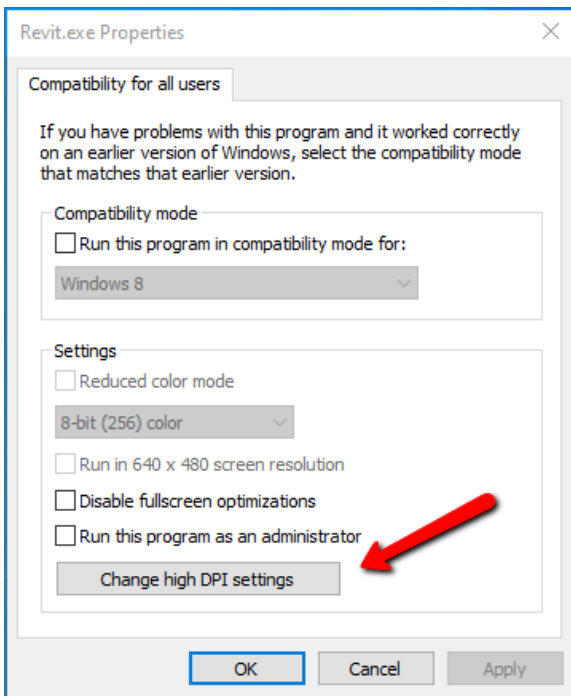 Revit.exe Properties
Compatibility for all users
If you have problems with this program and it worked correctly
on an earlier version of Windows, select the compatibility mode
that matches that earlier version.
Compatibility mode
Run this program in compatibility mode for:
Windows 8
Settings
Reduced color mode
8-bit (256) color
Run in 640 x 480 screen resolution
Disable fullscreen optimizations
Run this program as an administrator
Change high DPI settings
OK
Cancel
Apply